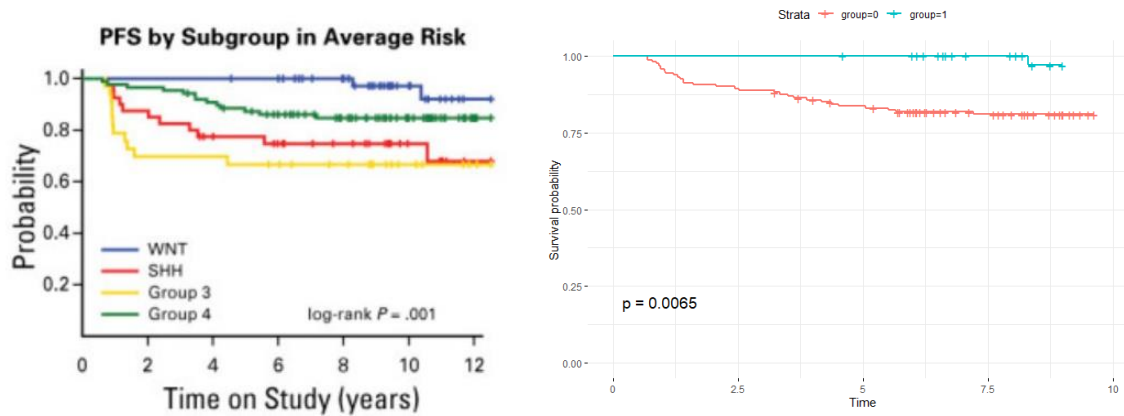 PFS by Subgroup in Average Risk
1.0
0.8
0.6
0.4
0.2
Probability
WNT
SHH
Group 3
Group 4
log-rank P = .001
0 2 4 6 8 10 12
Time on Study (years)
Strata group=0 group=1
1.00
0.75
0.50
0.25
0.00
Survival probability
p = 0.0065
0 2.5 5 7.5 10
Time